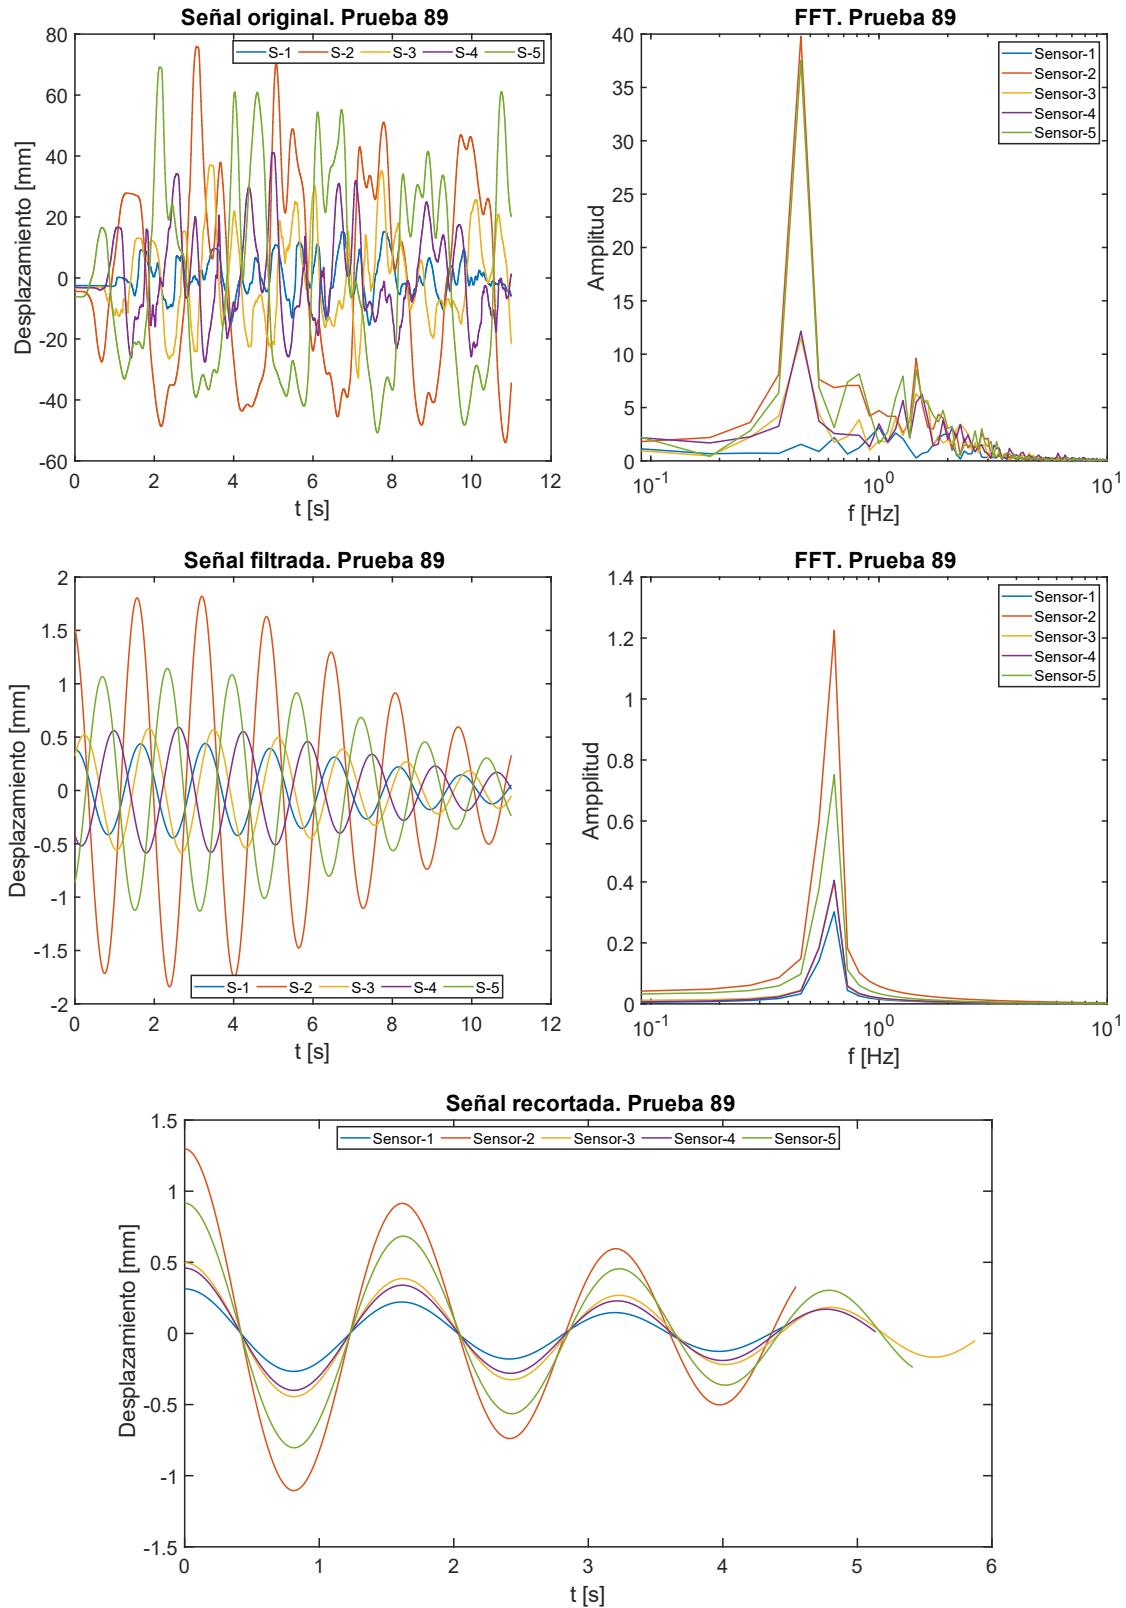 Señal original. Prueba 89
S-1 S-2 S-3 S-4 S-5
80
60
40
20
0
-20
-40
-60
0 2 4 6 8 10 12
Desplazamiento [mm]
t [s]
FFT. Prueba 89
Sensor-1
Sensor-2
Sensor-3
Sensor-4
Sensor-5
40
35
30
25
20
15
10
5
0
10^-1 10^0 10^1
Amplitud
f [Hz]
Señal filtrada. Prueba 89
2
1.5
1
0.5
0
-0.5
-1
-1.5
-2
S-1 S-2 S-3 S-4 S-5
0 2 4 6 8 10 12
Desplazamiento [mm]
t [s]
FFT. Prueba 89
Sensor-1
Sensor-2
Sensor-3
Sensor-4
Sensor-5
1.4
1.2
1
0.8
0.6
0.4
0.2
0
10^-1 10^0 10^1
Ampplitud
f [Hz]
Señal recortada. Prueba 89
Sensor-1 Sensor-2 Sensor-3 Sensor-4 Sensor-5
1.5
1
0.5
0
-0.5
-1
-1.5
0 1 2 3 4 5 6
Desplazamiento [mm]
t [s]